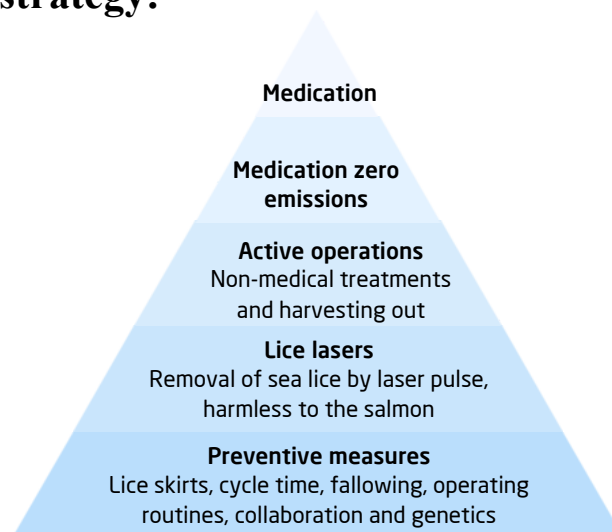 strategy:
Medication
Medication zero
emissions
Active operations
Non-medical treatments
and harvesting out
Lice lasers
Removal of sea lice by laser pulse,
harmless to the salmon
Preventive measures
Lice skirts, cycle time, fallowing, operating
routines, collaboration and genetics